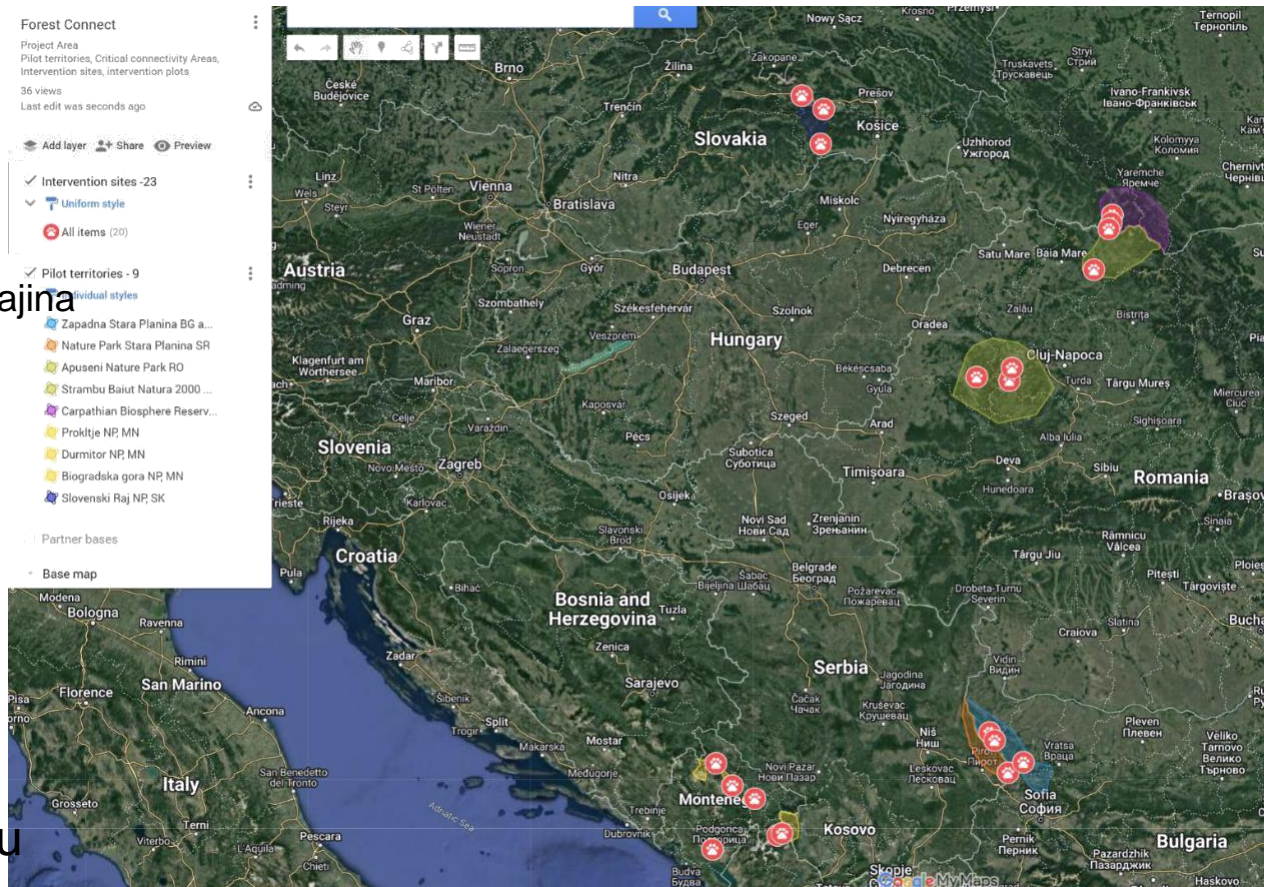 Forest Connect
Project Area
Pilot territories, Critical connectivity Areas,
Intervention sites, intervention plots
36 views
Last edit was seconds ago
Add layer Share Preview
Intervention sites -23
Uniform style
All items (20)
Pilot territories - 9
Individual styles
ajina
Zapadna Stara Planina BG a...
Nature Park Stara Planina SR
Apuseni Nature Park RO
Strambu Baiut Natura 2000 ...
Carpathian Biosphere Reserv...
Prokltje NP, MN
Durmitor NP, MN
Biogradska gora NP, MN
Slovenski Raj NP, SK
Partner bases
Base map
u
Nowy Sącz
Krosno
Ternopil
Тернопіль
Zakopane
Stryi
Стрий
Truskavets
Трускавець
Brno
Žilina
České
Budějovice
Trenčín
Prešov
Ivano-Frankivsk
Івано-Франківськ
Slovakia
Košice
Uzhhorod
Ужгород
Kolomyya
Коломия
Linz
Wels
Steyr
St Pölten
Vienna
Nitra
Bratislava
Yaremche
Яремче
Miskolc
Wiener
Neustadt
Eger
Nyíregyháza
Satu Mare
Baia Mare
Austria
Sopron
Győr
Budapest
Debrecen
Szombathely
Székesfehérvár
Szolnok
Zalău
Bistrița
Graz
Veszprém
Oradea
Zalaegerszeg
Hungary
Cluj-Napoca
Klagenfurt am
Wörthersee
Maribor
Békéscsaba
Gyula
Turda
Târgu Mureș
Miercurea
Ciuc
Celje
Kaposvár
Varaždin
Szeged
Arad
Sighișoara
Pécs
Alba Iulia
Slovenia
Subotica
Суботица
Novo Mesto
Zagreb
Timișoara
Deva
Sibiu
Romania
Hunedoara
Karlovac
Osijek
Brașov
Rijeka
Novi Sad
Нови Сад
Zrenjanin
Зрењанин
Sinaia
Slavonski
Brod
Râmnicu
Vâlcea
Croatia
Târgu Jiu
Pula
Belgrade
Београд
Šabac
Шабац
Bijeljina
Pitești
Târgoviște
Bihać
Požarevac
Пожаревац
Drobeta-Turnu
Severin
Modena
Bologna
Bosnia and
Herzegovina
Tuzla
Ravenna
Slatina
Craiova
Zenica
Zadar
Rimini
Serbia
Vidin
Видин
San Marino
Sarajevo
Jagodina
Јагодина
Florence
Šibenik
Čačak
Чачак
Ancona
Kruševac
Крушевац
Split
Trogir
Niš
Ниш
Pleven
Плевен
Makarska
Mostar
Vratsa
Враца
Veliko
Tarnovo
Велико
Търново
Пирот
San Benedetto
del Tronto
Međugorje
Novi Pazar
Нови Пазар
Leskovac
Лесковац
Italy
Sofia
София
Grosseto
Adriatic Sea
Trebinje
Terni
Dubrovnik
Podgorica
Kosovo
Viterbo
Pescara
Pernik
Перник
Bulgaria
L'Aquila
Chieti
Pazardzhik
Пазарджик
Budva
Будва
Skopje
Haskovo
Google My Maps